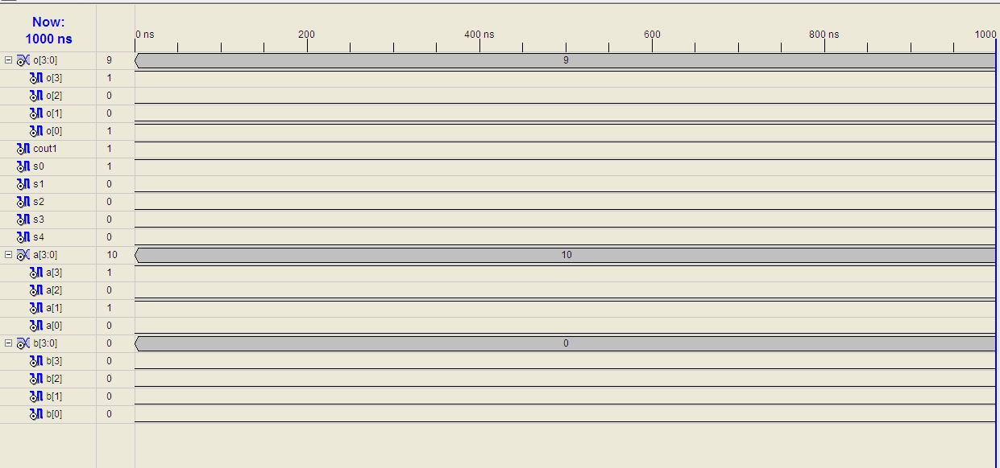 Now:
1000 ns
0 ns 200 400 ns 600 800 ns 1000
o[3:0] 9 9
o[3] 1
o[2] 0
o[1] 0
o[0] 1
cout1 1
s0 1
s1 0
s2 0
s3 0
s4 0
a[3:0] 10 10
a[3] 1
a[2] 0
a[1] 1
a[0] 0
b[3:0] 0 0
b[3] 0
b[2] 0
b[1] 0
b[0] 0